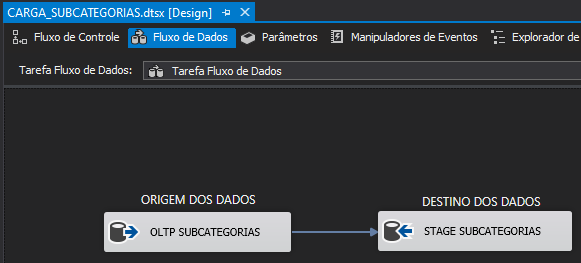 CARGA_SUBCATEGORIAS.dtsx [Design]
Fluxo de Controle Fluxo de Dados Parâmetros Manipuladores de Eventos Explorador de
Tarefa Fluxo de Dados: Tarefa Fluxo de Dados
ORIGEM DOS DADOS DESTINO DOS DADOS
OLTP SUBCATEGORIAS STAGE SUBCATEGORIAS